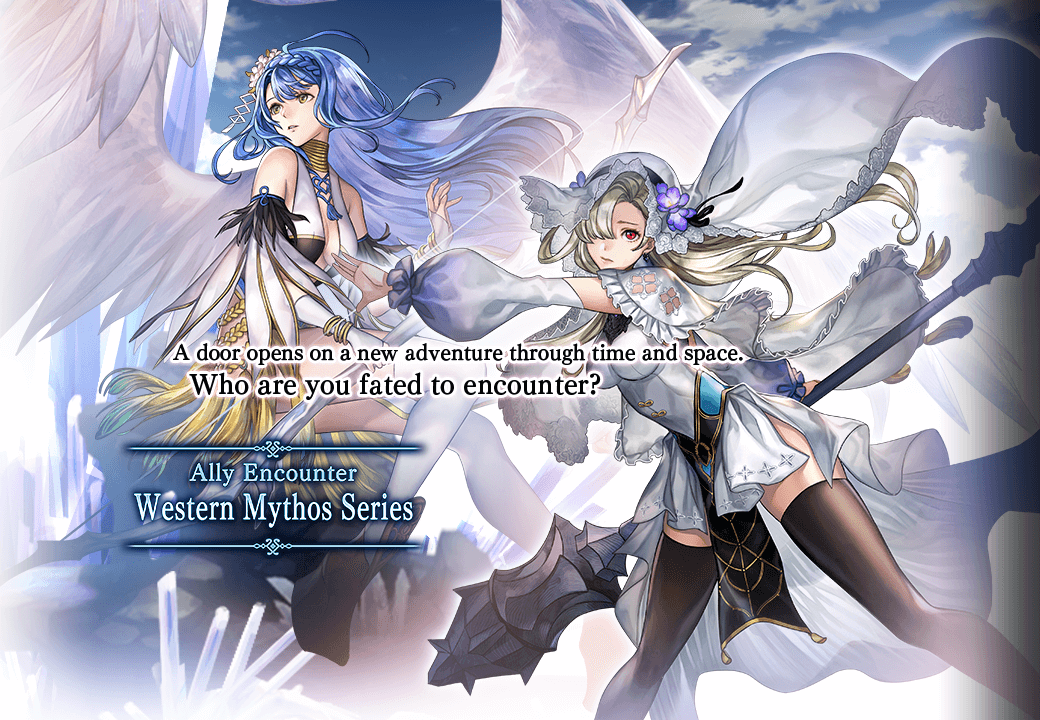 A door opens on a new adventure through time and space.
Who are you fated to encounter?
Ally Encounter
Western Mythos Series